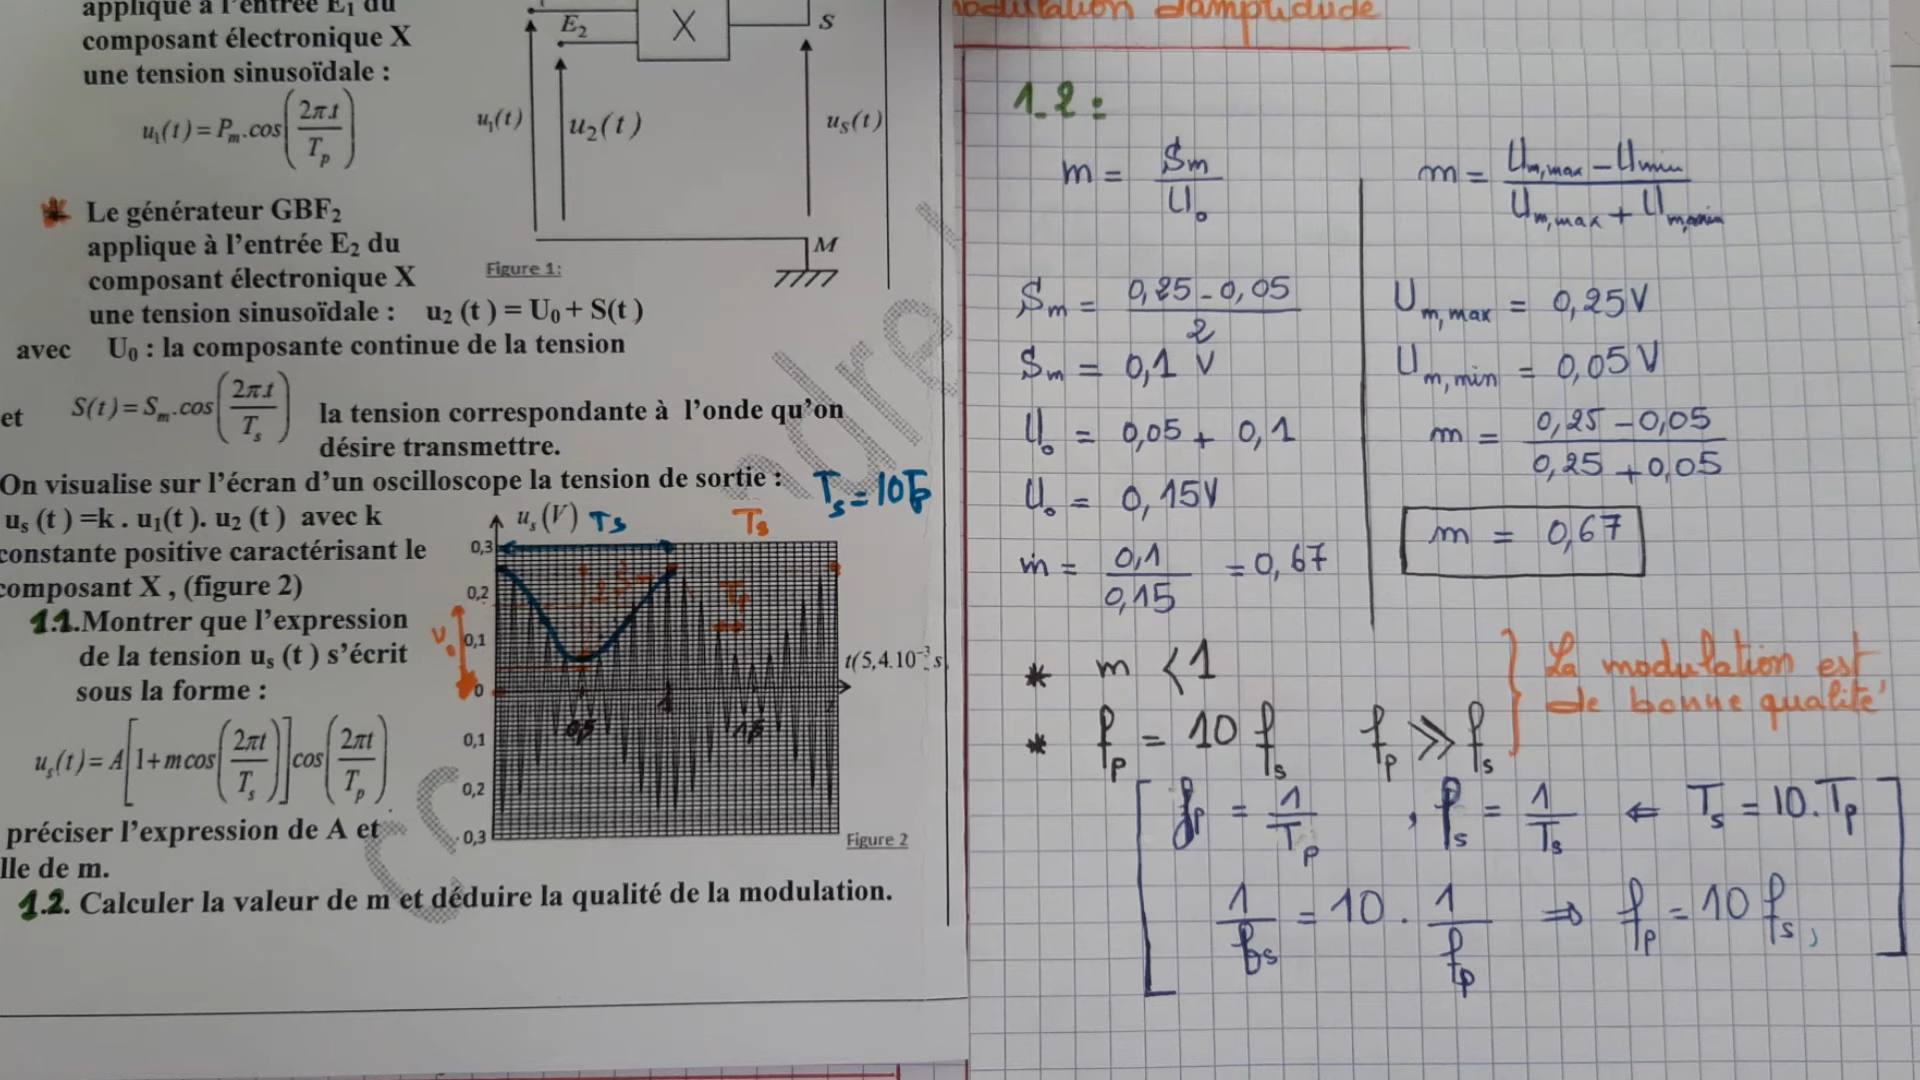 appliqué à l'entrée E1 du
composant électronique X
une tension sinusoïdale :
u1(t) = Pm.cos(2π.t/Tp)
Le générateur GBF2
applique à l'entrée E2 du
composant électronique X
une tension sinusoïdale : u2 (t) = U0 + S(t)
avec U0 : la composante continue de la tension
et S(t) = Sm.cos(2π.t/Ts) la tension correspondante à l'onde qu'on
désire transmettre.
On visualise sur l'écran d'un oscilloscope la tension de sortie :
us (t) =k . u1(t). u2 (t) avec k
constante positive caractérisant le
composant X , (figure 2)
1.1.Montrer que l'expression
de la tension us (t) s'écrit
sous la forme :
us(t) = A[1+mcos(2πt/Ts)]cos(2πt/Tp)
préciser l'expression de A et
lle de m.
1.2. Calculer la valeur de m et déduire la qualité de la modulation.
E2
X
S
u1(t)
u2(t)
us(t)
M
Figure 1:
Ts = 10Tp
us(V)
Ts
Ts
0,3
0,2
0,1
0
0,1
0,2
0,3
Tp
t(5,4.10⁻³s
Figure 2
modulation d'amplidude
1_2 :
m = Sm/U0
Sm = (0,25 - 0,05)/2
Sm = 0,1 V
U0 = 0,05 + 0,1
U0 = 0,15V
m = 0,1/0,15 = 0,67
m = (Um,max - Umin)/(Um,max + Um,min)
Um,max = 0,25V
Um,min = 0,05 V
m = (0,25 - 0,05)/(0,25 + 0,05)
m = 0,67
* m < 1
* fp = 10 fs fp >> fs
La modulation est
de bonne qualité
fp = 1/Tp , fs = 1/Ts ⇐ Ts = 10.Tp
1/fs = 10 . 1/fp ⇒ fp = 10 fs,